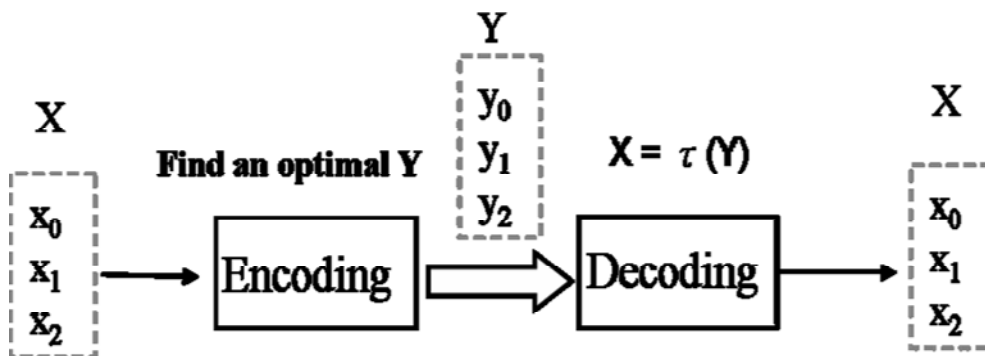 Y
X
X
y₀
y₁
y₂
Find an optimal Y
X = τ (Y)
x₀
x₁
x₂
Encoding
Decoding
x₀
x₁
x₂